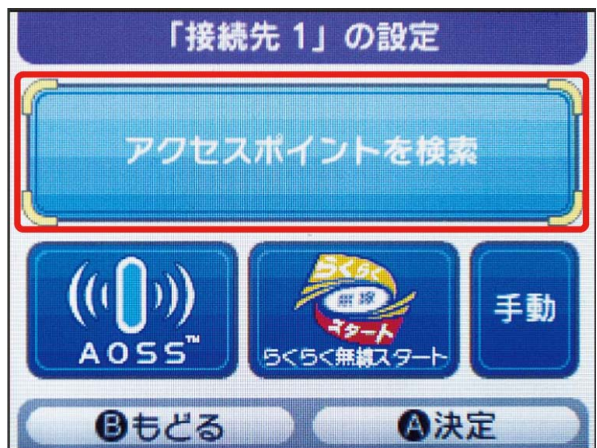 「接続先 1」の設定
アクセスポイントを検索
AOSS™
らくらく
無線
スタート
らくらく無線スタート
手動
Bもどる
A決定